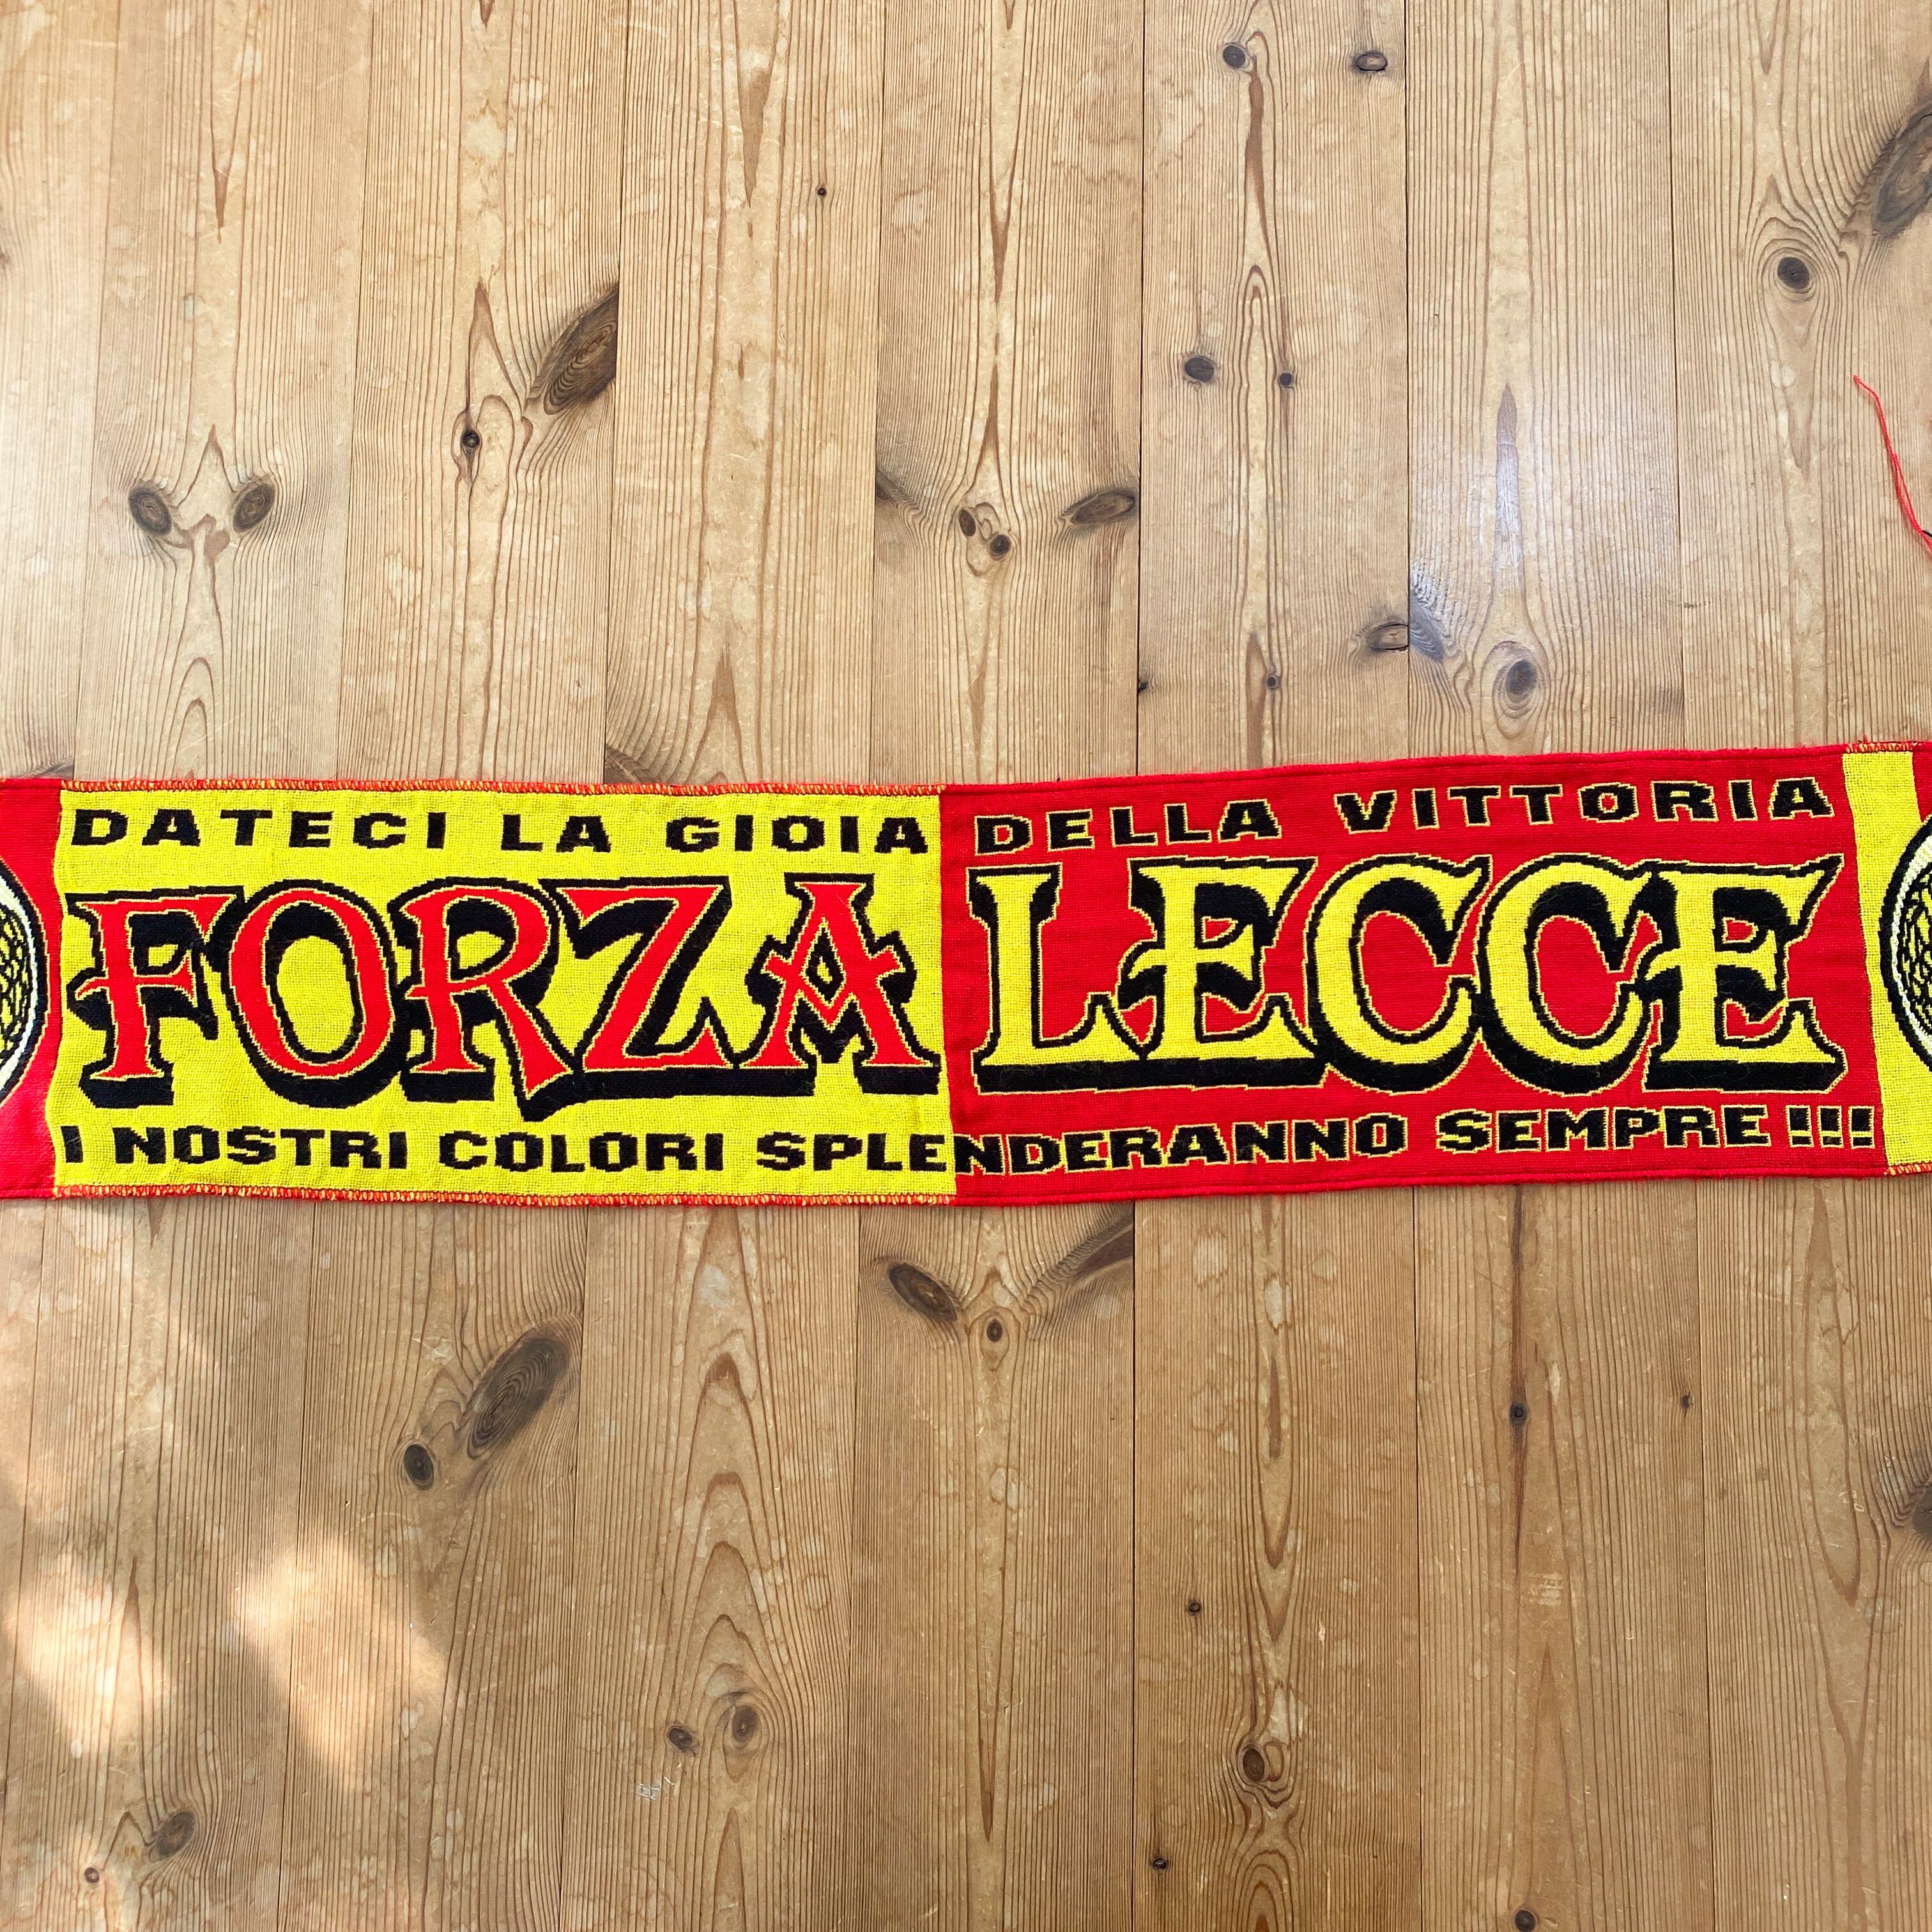 DATECI LA GIOIA DELLA VITTORIA
FORZA LECCE
I NOSTRI COLORI SPLENDERANNO SEMPRE!!!